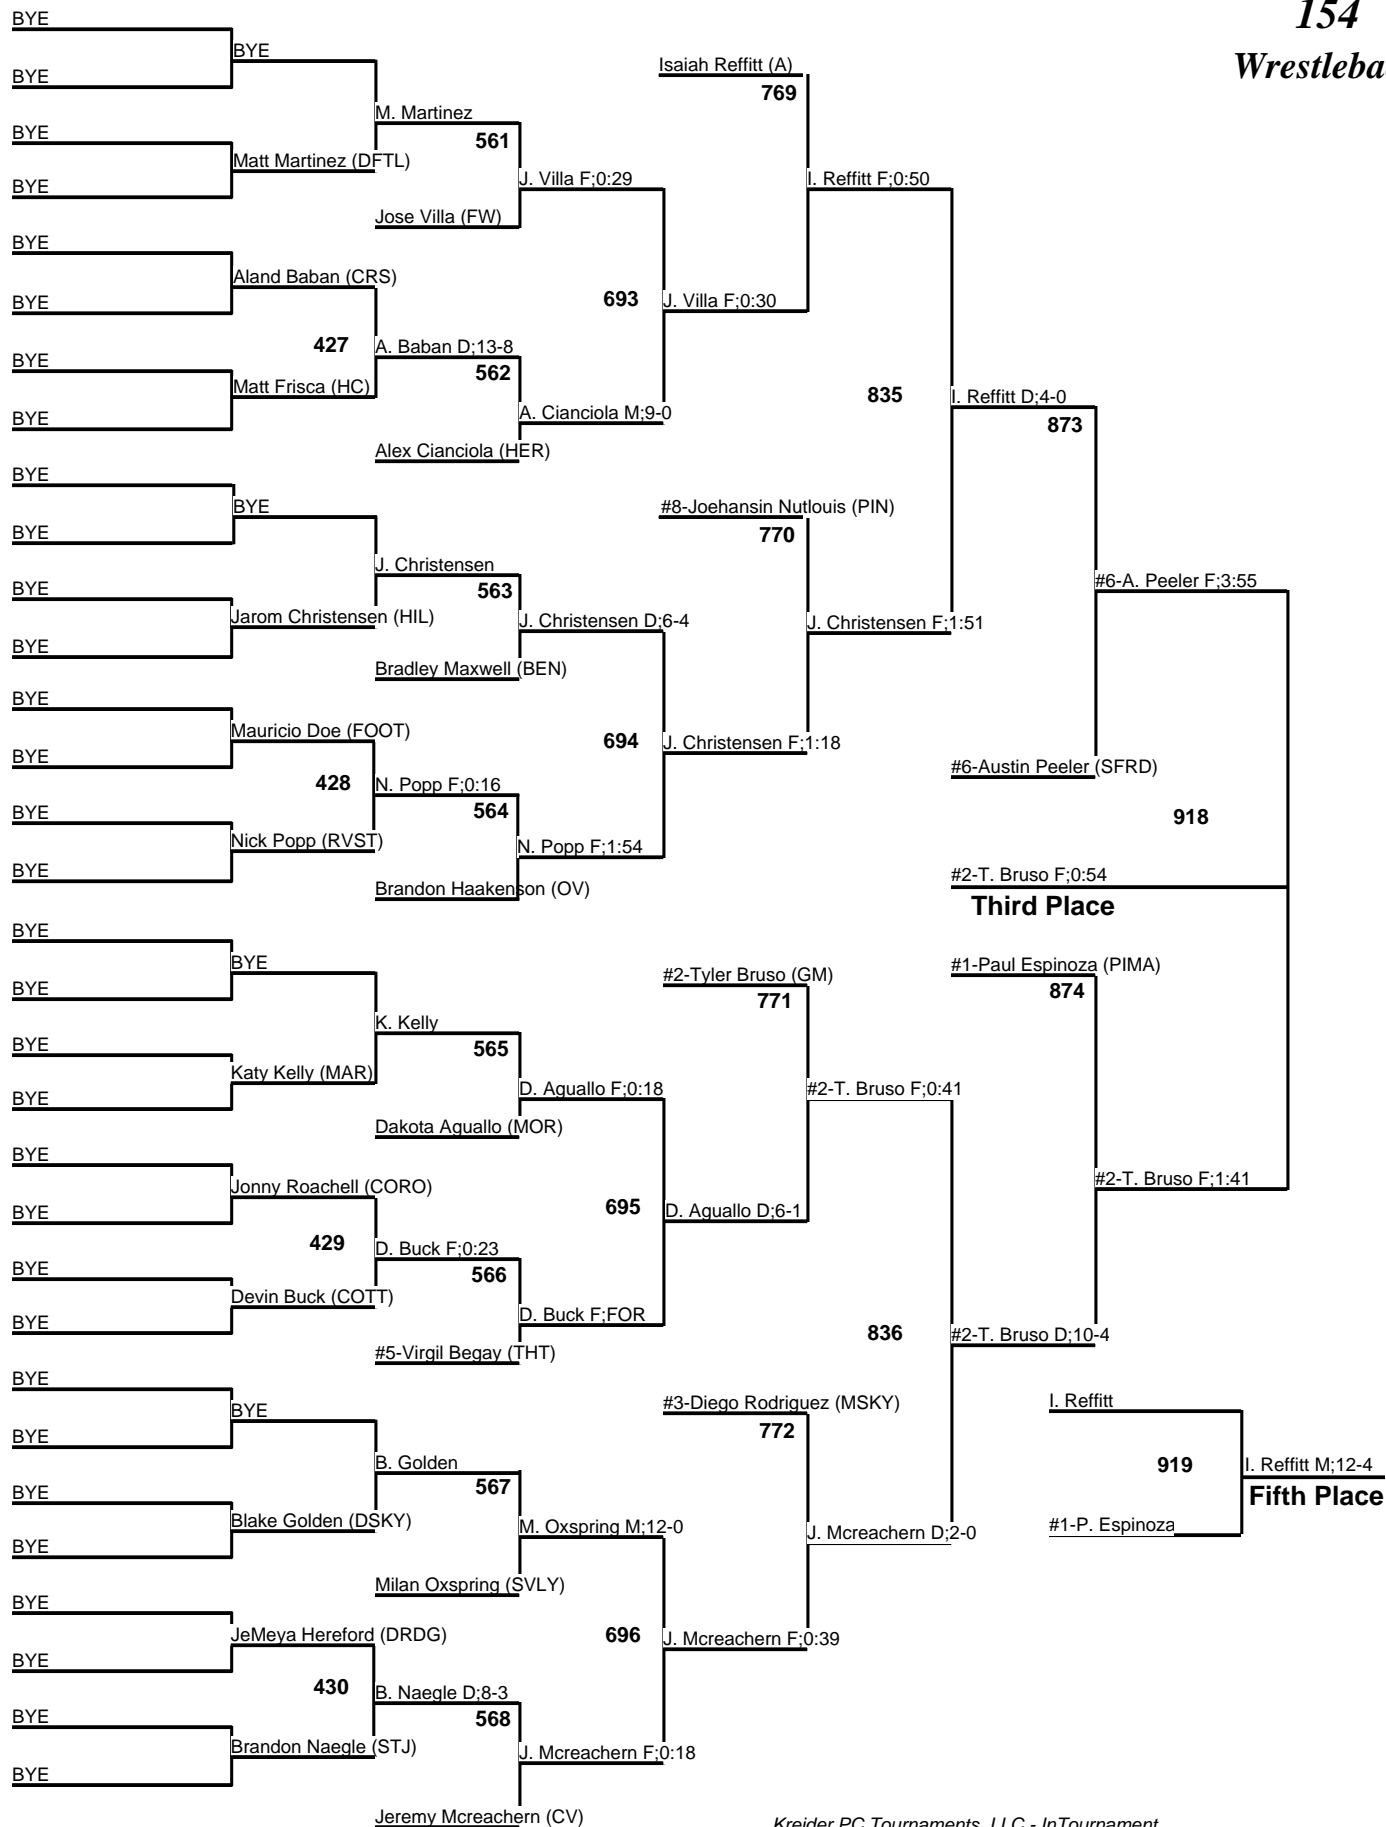 154
Wrestleba
BYE
BYE
BYE
Isaiah Reffitt (A)
769
M. Martinez
561
BYE
Matt Martinez (DFTL)
BYE
J. Villa F;0:29
I. Reffitt F;0:50
Jose Villa (FW)
BYE
Aland Baban (CRS)
BYE
693
J. Villa F;0:30
427
A. Baban D;13-8
562
BYE
Matt Frisca (HC)
BYE
A. Cianciola M;9-0
835
I. Reffitt D;4-0
873
Alex Cianciola (HER)
BYE
BYE
BYE
#8-Joehansin Nutlouis (PIN)
770
J. Christensen
563
#6-A. Peeler F;3:55
BYE
Jarom Christensen (HIL)
BYE
J. Christensen D;6-4
J. Christensen F;1:51
Bradley Maxwell (BEN)
BYE
Mauricio Doe (FOOT)
BYE
694
J. Christensen F;1:18
#6-Austin Peeler (SFRD)
428
N. Popp F;0:16
564
918
BYE
Nick Popp (RVST)
BYE
N. Popp F;1:54
Brandon Haakenson (OV)
#2-T. Bruso F;0:54
Third Place
BYE
BYE
BYE
#2-Tyler Bruso (GM)
771
#1-Paul Espinoza (PIMA)
874
K. Kelly
565
BYE
Katy Kelly (MAR)
BYE
D. Aguallo F;0:18
#2-T. Bruso F;0:41
Dakota Aguallo (MOR)
BYE
Jonny Roachell (CORO)
BYE
695
D. Aguallo D;6-1
#2-T. Bruso F;1:41
429
D. Buck F;0:23
566
BYE
Devin Buck (COTT)
BYE
D. Buck F;FOR
836
#2-T. Bruso D;10-4
#5-Virgil Begay (THT)
BYE
BYE
BYE
#3-Diego Rodriguez (MSKY)
772
I. Reffitt
B. Golden
567
919
I. Reffitt M;12-4
Fifth Place
BYE
Blake Golden (DSKY)
BYE
M. Oxspring M;12-0
J. Mcreachern D;2-0
#1-P. Espinoza
Milan Oxspring (SVLY)
BYE
JeMeya Hereford (DRDG)
BYE
696
J. Mcreachern F;0:39
430
B. Naegle D;8-3
568
BYE
Brandon Naegle (STJ)
BYE
J. Mcreachern F;0:18
Jeremy Mcreachern (CV)
Kreider PC Tournaments, LLC - InTournament